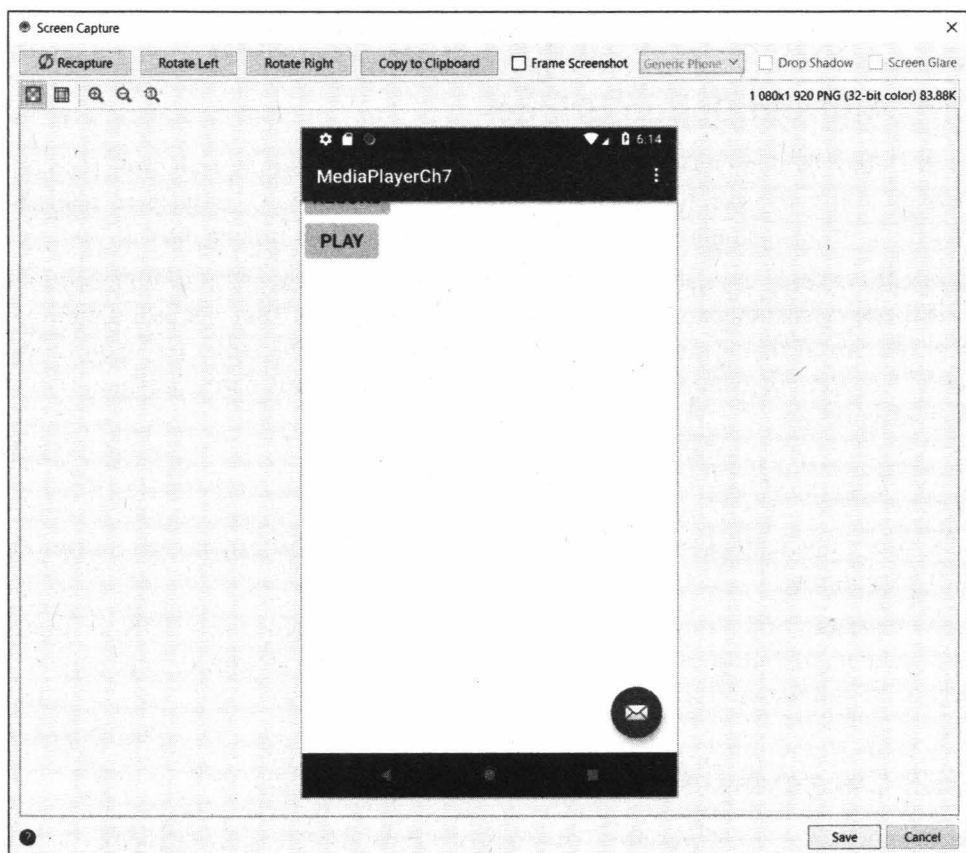 Screen Capture
Recapture Rotate Left Rotate Right Copy to Clipboard Frame Screenshot Generic Phone Drop Shadow Screen Glare
1 080x1 920 PNG (32-bit color) 83.88K
6:14
MediaPlayerCh7
PLAY
Save Cancel